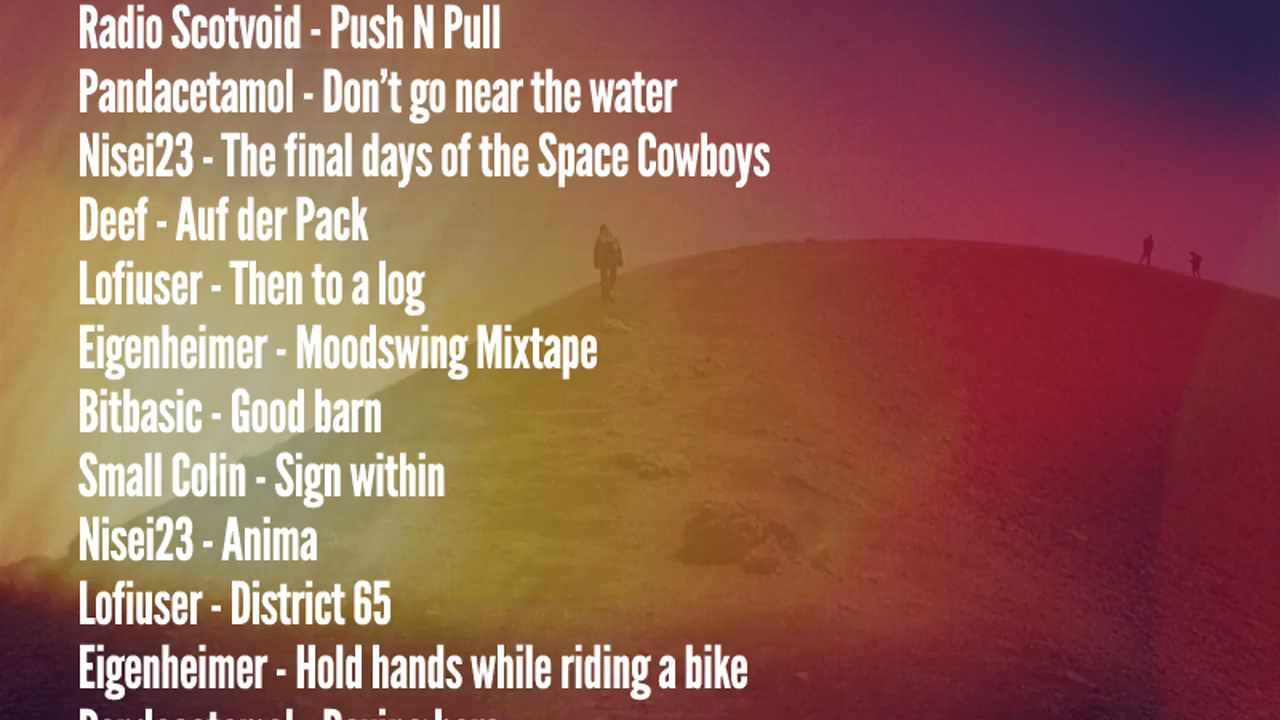 Radio Scotvoid - Push N Pull
Pandacetamol - Don’t go near the water
Nisei23 - The final days of the Space Cowboys
Deef - Auf der Pack
Lofiuser - Then to a log
Eigenheimer - Moodswing Mixtape
Bitbasic - Good barn
Small Colin - Sign within
Nisei23 - Anima
Lofiuser - District 65
Eigenheimer - Hold hands while riding a bike
Pandacetamol -